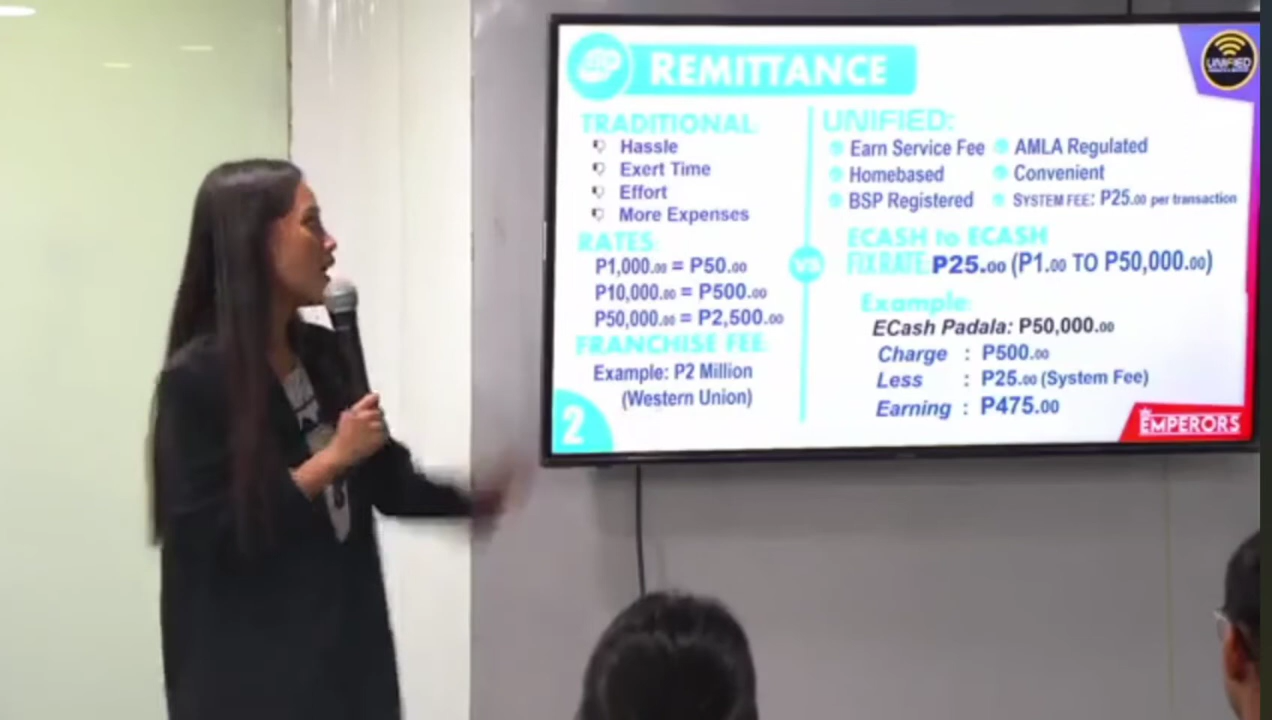 REMITTANCE
UNIFIED
TRADITIONAL:
Hassle
Exert Time
Effort
More Expenses
RATES:
P1,000.00 = P50.00
P10,000.00 = P500.00
P50,000.00 = P2,500.00
FRANCHISE FEE:
Example: P2 Million
(Western Union)
2
VS
UNIFIED:
Earn Service Fee
AMLA Regulated
Homebased
Convenient
BSP Registered
SYSTEM FEE: P25.00 per transaction
ECASH to ECASH
FIX RATE: P25.00 (P1.00 TO P50,000.00)
Example:
ECash Padala: P50,000.00
Charge : P500.00
Less : P25.00 (System Fee)
Earning : P475.00
EMPERORS